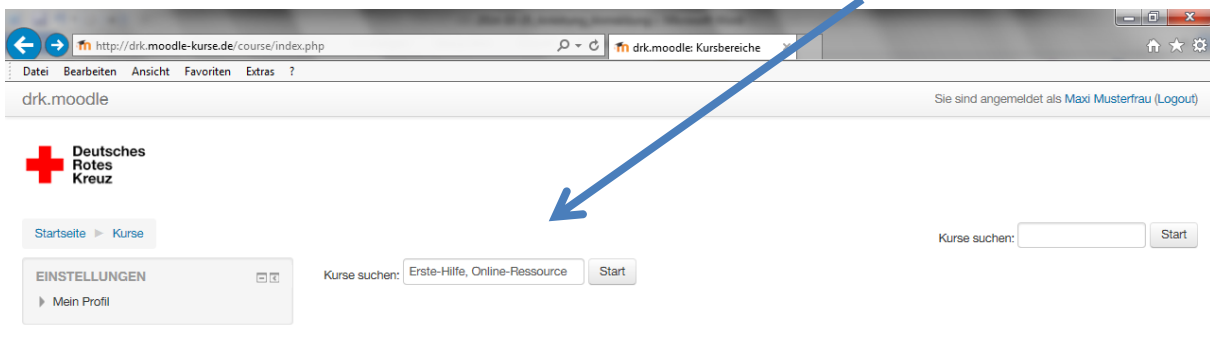 http://drk.moodle-kurse.de/course/index.php
drk.moodle: Kursbereiche
Datei Bearbeiten Ansicht Favoriten Extras ?
drk.moodle
Sie sind angemeldet als Maxi Musterfrau (Logout)
Deutsches
Rotes
Kreuz
Startseite Kurse
Kurse suchen: Start
EINSTELLUNGEN
Mein Profil
Kurse suchen: Erste-Hilfe, Online-Ressource Start